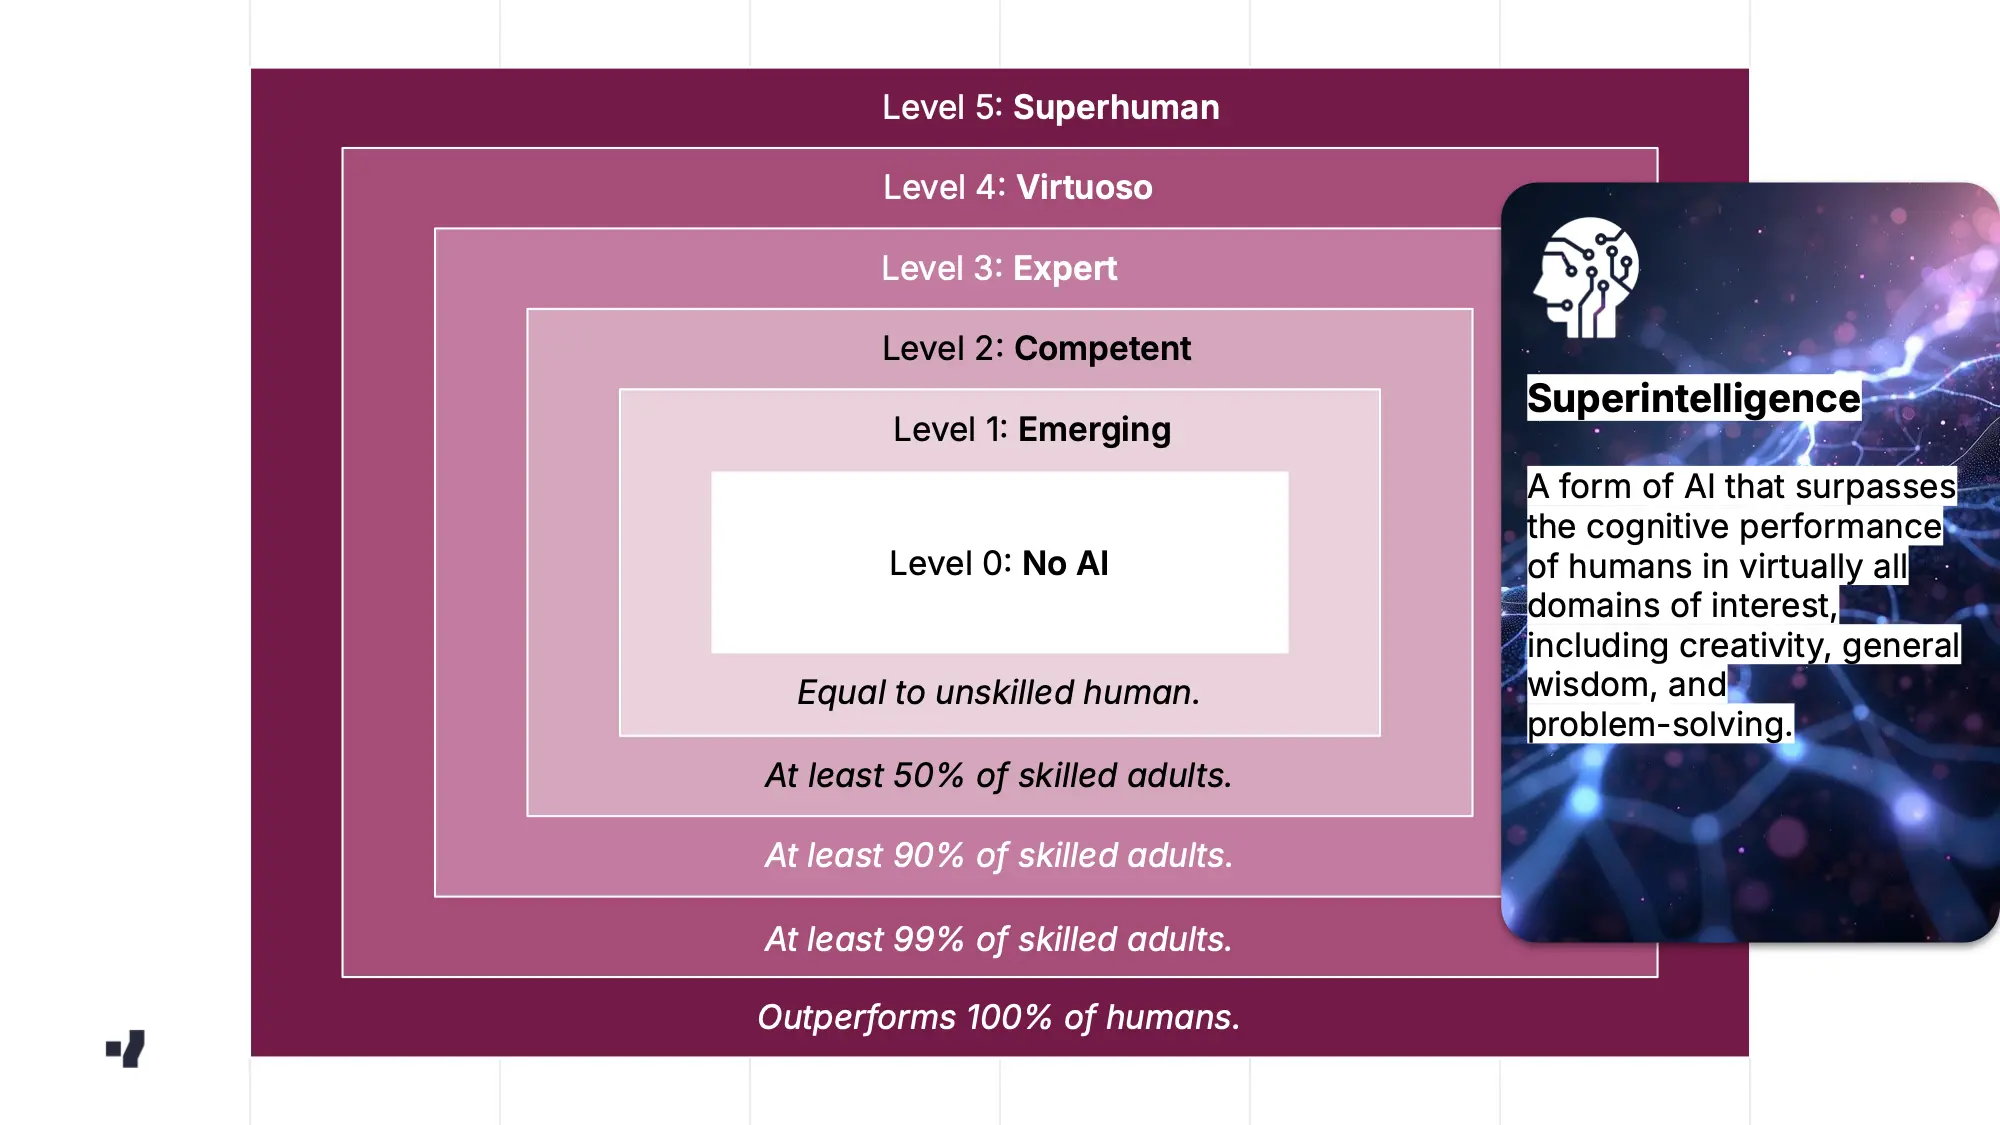 Level 5: Superhuman
Level 4: Virtuoso
Level 3: Expert
Level 2: Competent
Level 1: Emerging
Level 0: No AI
Equal to unskilled human.
At least 50% of skilled adults.
At least 90% of skilled adults.
At least 99% of skilled adults.
Outperforms 100% of humans.
Superintelligence
A form of AI that surpasses
the cognitive performance
of humans in virtually all
domains of interest,
including creativity, general
wisdom, and
problem-solving.